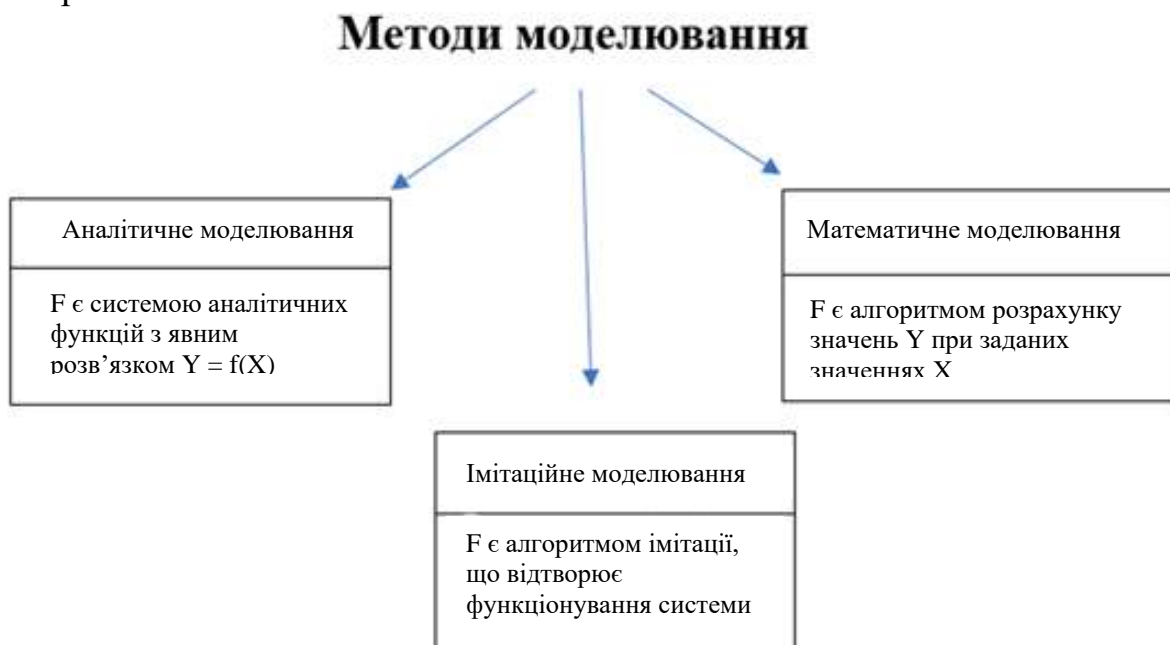 Методи моделювання
Аналітичне моделювання
F є системою аналітичних
функцій з явним
розв’язком Y = f(X)
Математичне моделювання
F є алгоритмом розрахунку
значень Y при заданих
значеннях X
Імітаційне моделювання
F є алгоритмом імітації,
що відтворює
функціонування системи